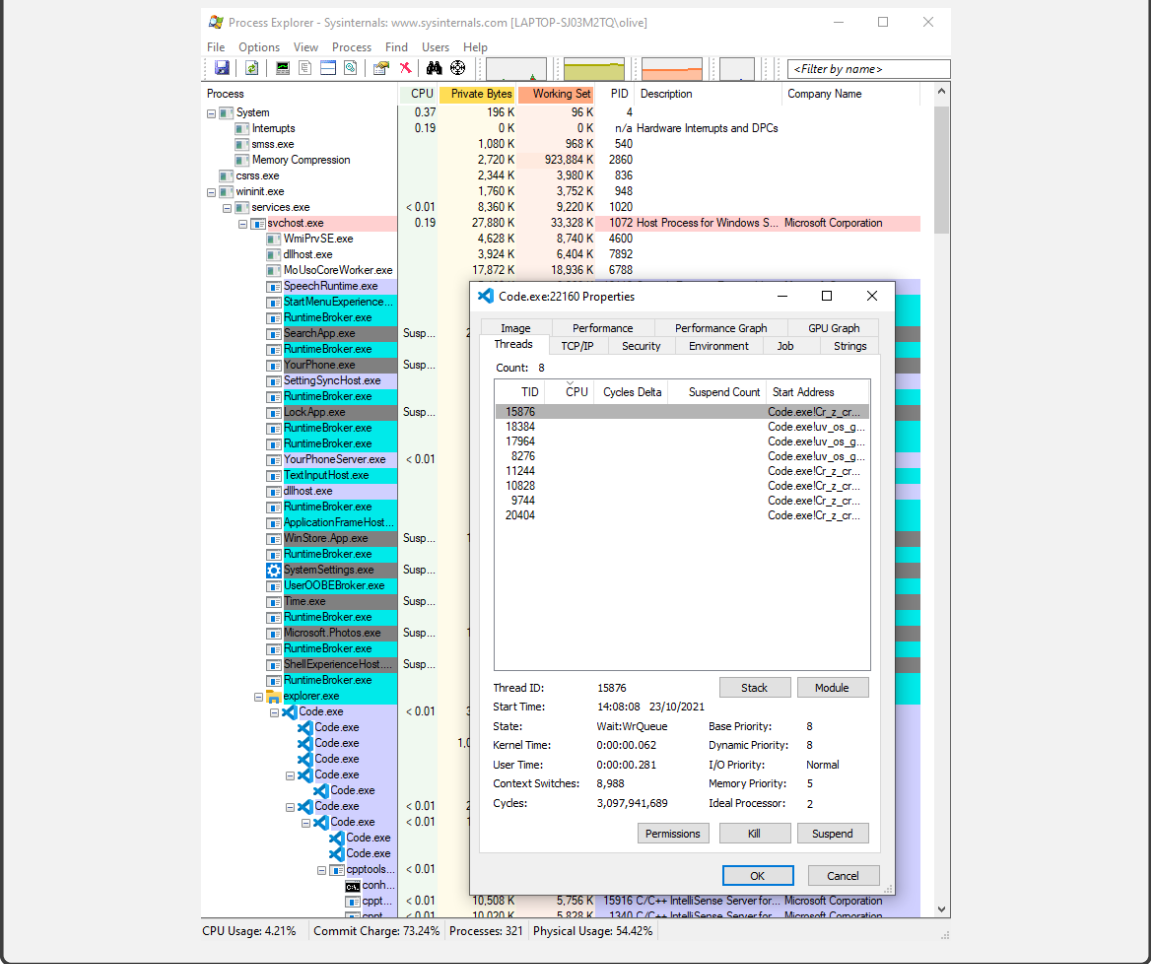 Process Explorer - Sysinternals: www.sysinternals.com [LAPTOP-SJ03M2TQ\olive]
File Options View Process Find Users Help
<Filter by name>
Process CPU Private Bytes Working Set PID Description Company Name
System 0.37 196 K 96 K 4
Interrupts 0.19 0 K 0 K n/a Hardware Interrupts and DPCs
smss.exe 1,080 K 968 K 540
Memory Compression 2,720 K 923,884 K 2860
csrss.exe 2,344 K 3,980 K 836
wininit.exe 1,760 K 3,752 K 948
services.exe < 0.01 8,360 K 9,220 K 1020
svchost.exe 0.19 27,880 K 33,328 K 1072 Host Process for Windows S... Microsoft Corporation
WmiPrvSE.exe 4,628 K 8,740 K 4600
dllhost.exe 3,924 K 6,404 K 7892
MoUsoCoreWorker.exe 17,872 K 18,936 K 6788
SpeechRuntime.exe
StartMenuExperience...
RuntimeBroker.exe
SearchApp.exe Susp...
RuntimeBroker.exe
YourPhone.exe Susp...
SettingSyncHost.exe
RuntimeBroker.exe
LockApp.exe Susp...
RuntimeBroker.exe
RuntimeBroker.exe
YourPhoneServer.exe < 0.01
TextInputHost.exe
dllhost.exe
RuntimeBroker.exe
ApplicationFrameHost...
WinStore.App.exe Susp...
RuntimeBroker.exe
SystemSettings.exe Susp...
UserOOBEBroker.exe
Time.exe Susp...
RuntimeBroker.exe
Microsoft.Photos.exe Susp...
RuntimeBroker.exe
ShellExperienceHost.... Susp...
RuntimeBroker.exe
explorer.exe
Code.exe < 0.01
Code.exe
Code.exe
Code.exe
Code.exe
Code.exe
Code.exe < 0.01
Code.exe < 0.01
Code.exe
Code.exe
cpptools... < 0.01
conh...
cppt... < 0.01 10,508 K 5,756 K 15916 C/C++ IntelliSense Server for... Microsoft Corporation
cppt... < 0.01 10,020 K 5,828 K 1340 C/C++ IntelliSense Server for... Microsoft Corporation
Code.exe:22160 Properties
Image Performance Performance Graph GPU Graph
Threads TCP/IP Security Environment Job Strings
Count: 8
TID CPU Cycles Delta Suspend Count Start Address
15876 Code.exe!Cr_z_cr...
18384 Code.exe!uv_os_g...
17964 Code.exe!uv_os_g...
8276 Code.exe!uv_os_g...
11244 Code.exe!Cr_z_cr...
10828 Code.exe!Cr_z_cr...
9744 Code.exe!Cr_z_cr...
20404 Code.exe!Cr_z_cr...
Thread ID: 15876 Stack Module
Start Time: 14:08:08 23/10/2021
State: Wait:WrQueue Base Priority: 8
Kernel Time: 0:00:00.062 Dynamic Priority: 8
User Time: 0:00:00.281 I/O Priority: Normal
Context Switches: 8,988 Memory Priority: 5
Cycles: 3,097,941,689 Ideal Processor: 2
Permissions Kill Suspend
OK Cancel
CPU Usage: 4.21% Commit Charge: 73.24% Processes: 321 Physical Usage: 54.42%